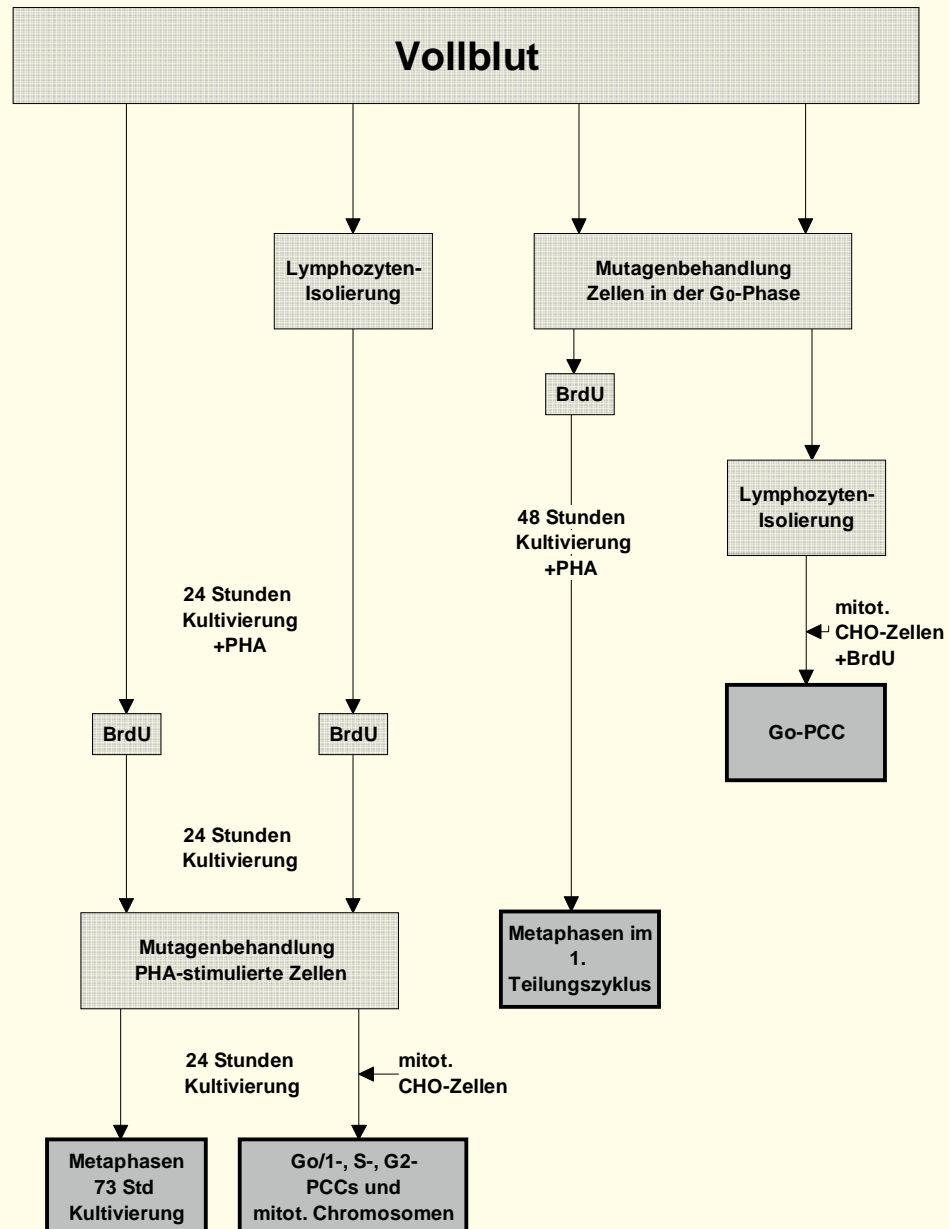 Vollblut
Lymphozyten-
Isolierung
Mutagenbehandlung
Zellen in der G0-Phase
BrdU
Lymphozyten-
Isolierung
48 Stunden
Kultivierung
+PHA
24 Stunden
Kultivierung
+PHA
mitot.
CHO-Zellen
+BrdU
Go-PCC
BrdU
BrdU
24 Stunden
Kultivierung
Mutagenbehandlung
PHA-stimulierte Zellen
Metaphasen im
1.
Teilungszyklus
24 Stunden
Kultivierung
mitot.
CHO-Zellen
Metaphasen
73 Std
Kultivierung
Go/1-, S-, G2-
PCCs und
mitot. Chromosomen